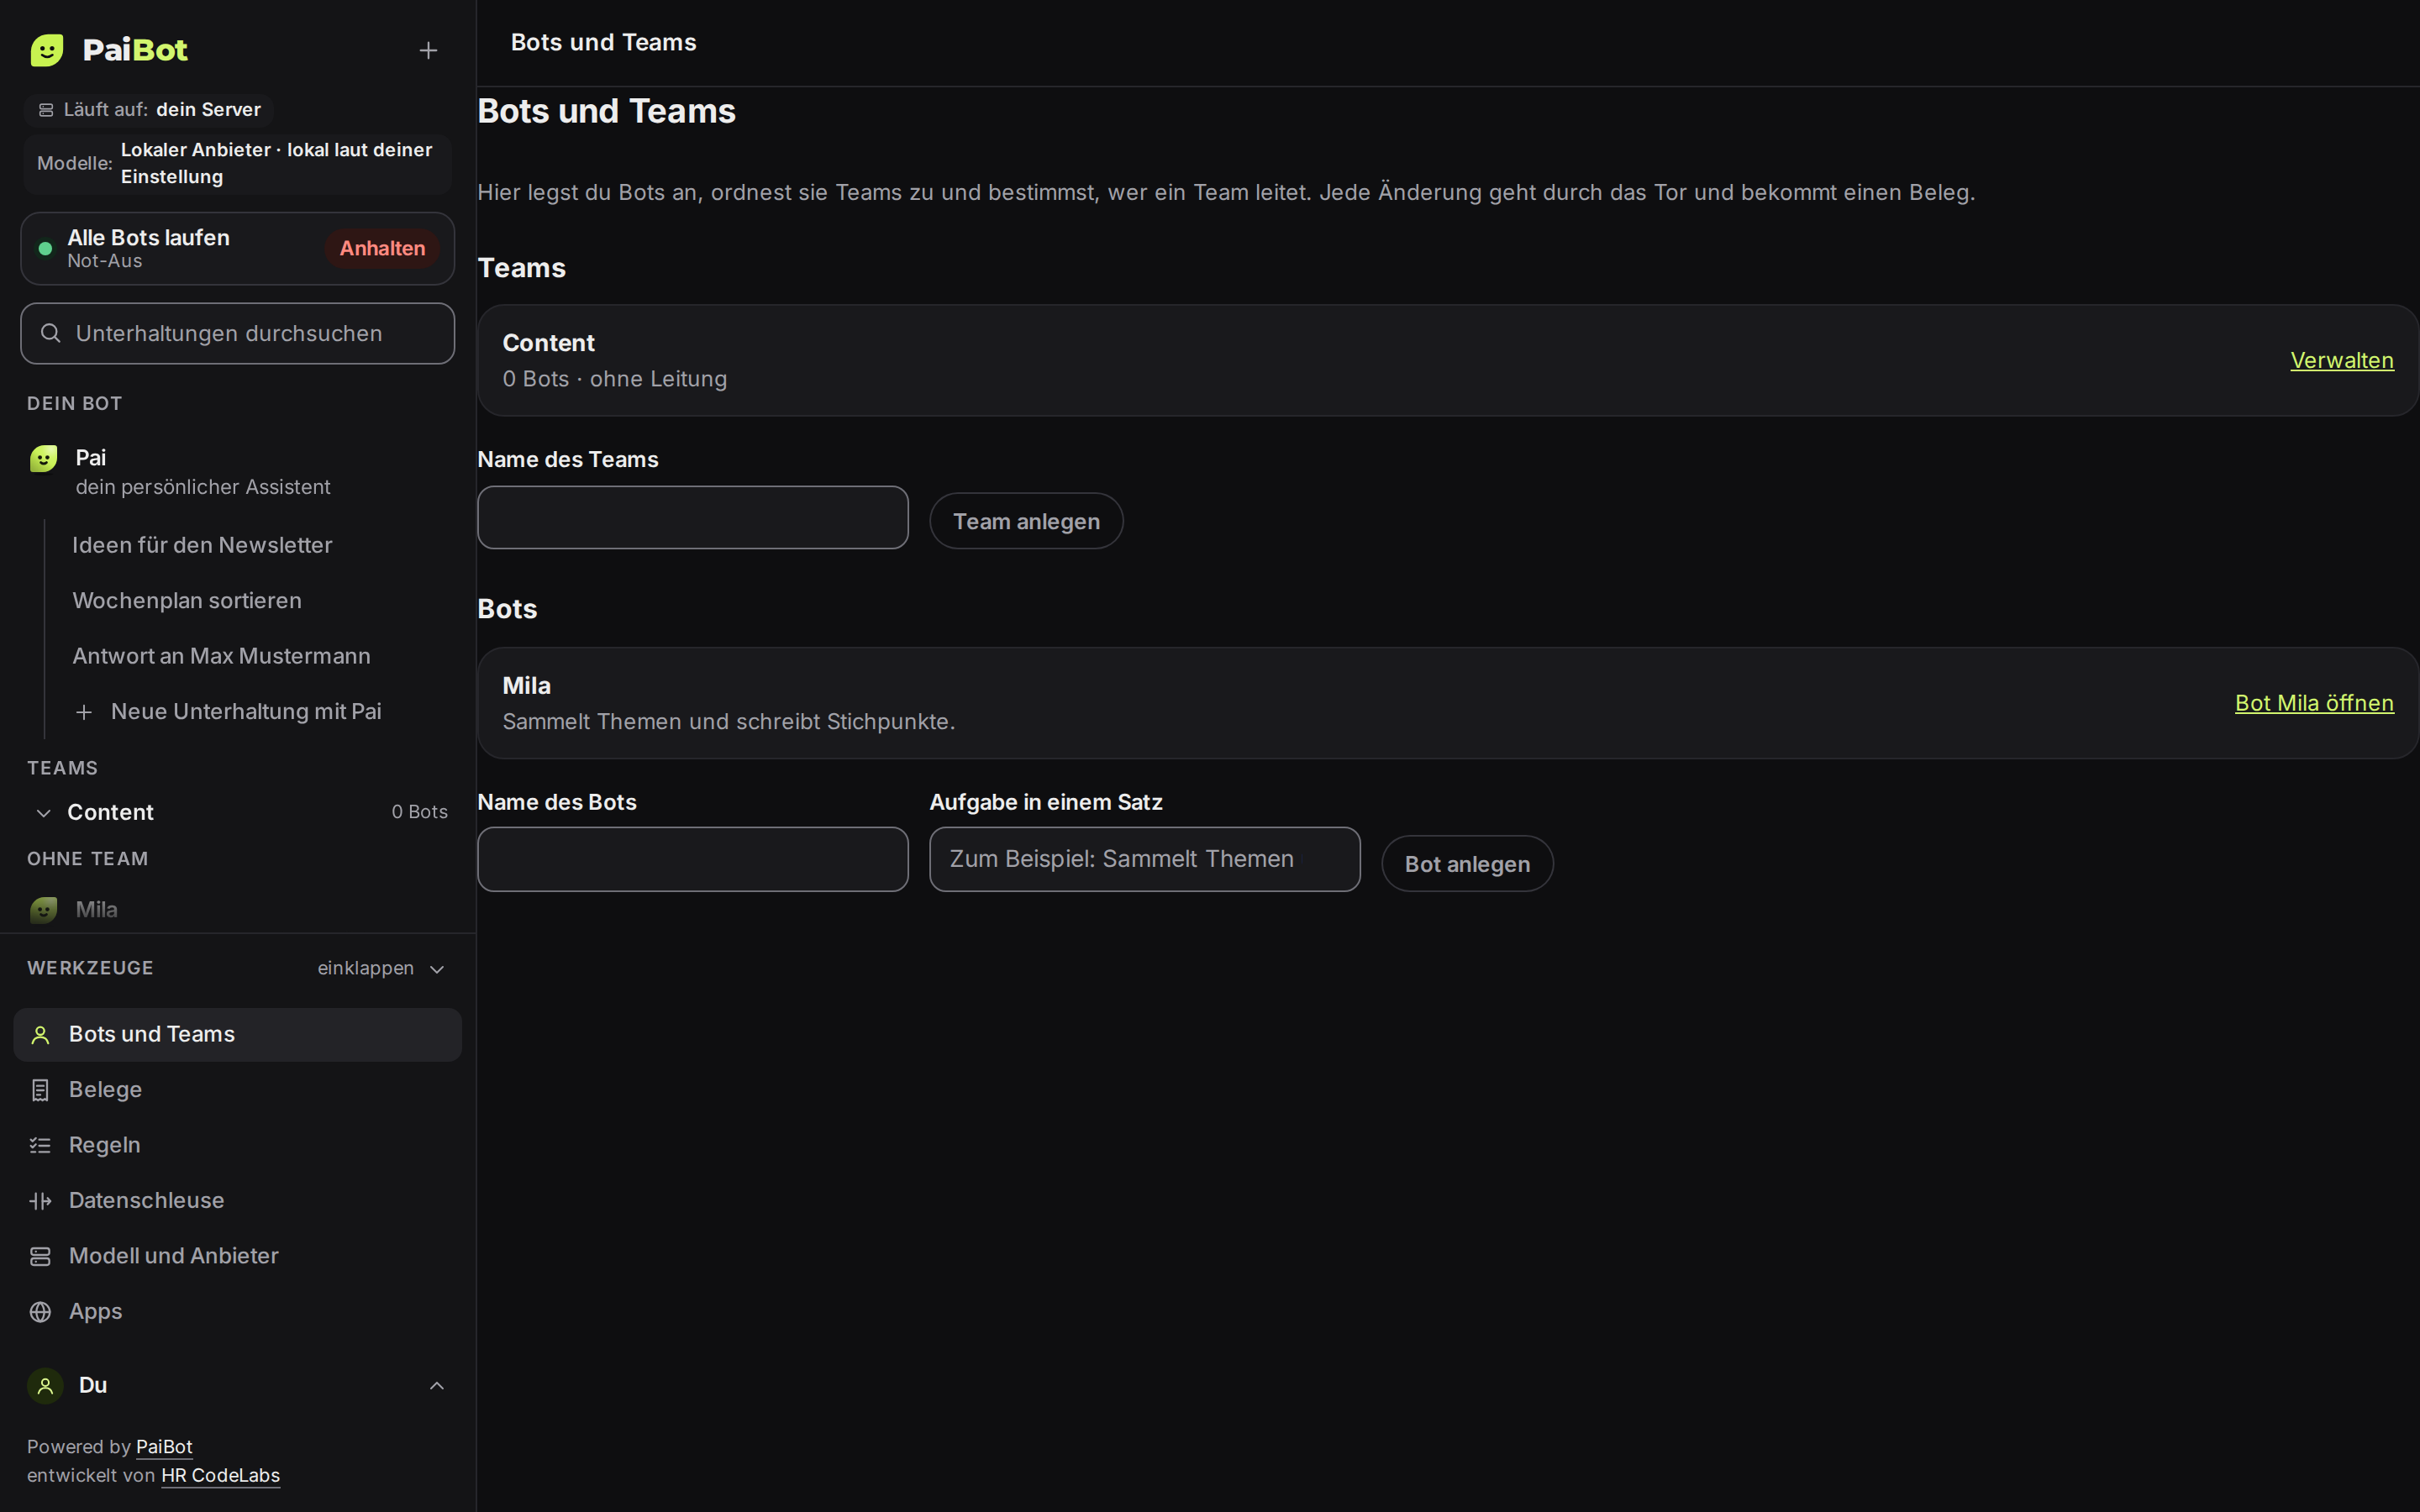 PaiBot
Läuft auf: dein Server
Modelle: Lokaler Anbieter · lokal laut deiner
Einstellung
Alle Bots laufen
Not-Aus
Anhalten
Unterhaltungen durchsuchen
DEIN BOT
Pai
dein persönlicher Assistent
Ideen für den Newsletter
Wochenplan sortieren
Antwort an Max Mustermann
Neue Unterhaltung mit Pai
TEAMS
Content 0 Bots
OHNE TEAM
Mila
WERKZEUGE einklappen
Bots und Teams
Belege
Regeln
Datenschleuse
Modell und Anbieter
Apps
Du
Powered by PaiBot
entwickelt von HR CodeLabs
Bots und Teams
Bots und Teams
Hier legst du Bots an, ordnest sie Teams zu und bestimmst, wer ein Team leitet. Jede Änderung geht durch das Tor und bekommt einen Beleg.
Teams
Content
0 Bots · ohne Leitung
Verwalten
Name des Teams
Team anlegen
Bots
Mila
Sammelt Themen und schreibt Stichpunkte.
Bot Mila öffnen
Name des Bots
Aufgabe in einem Satz
Zum Beispiel: Sammelt Themen
Bot anlegen